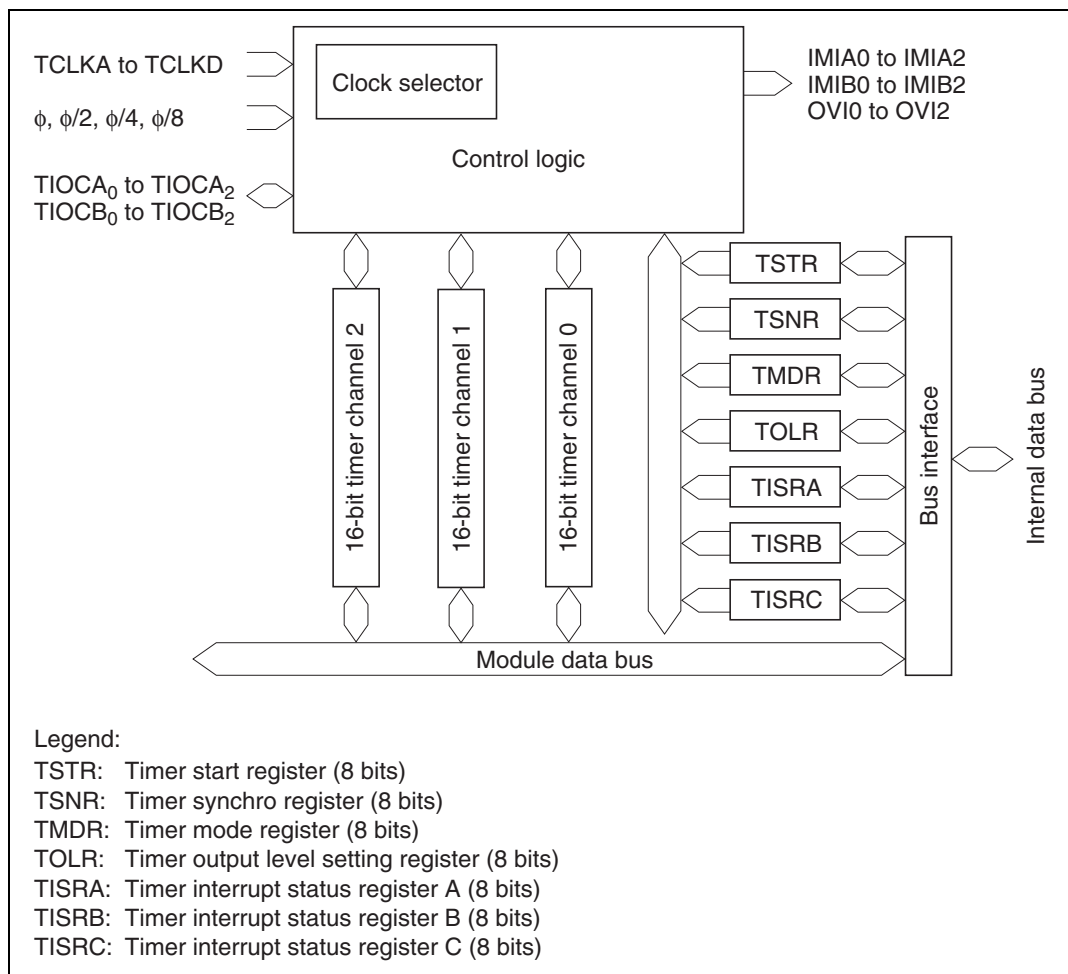 TCLKA to TCLKD
ϕ, ϕ/2, ϕ/4, ϕ/8
TIOCA₀ to TIOCA₂
TIOCB₀ to TIOCB₂
Clock selector
Control logic
IMIA0 to IMIA2
IMIB0 to IMIB2
OVI0 to OVI2
16-bit timer channel 2
16-bit timer channel 1
16-bit timer channel 0
TSTR
TSNR
TMDR
TOLR
TISRA
TISRB
TISRC
Bus interface
Internal data bus
Module data bus
Legend:
TSTR: Timer start register (8 bits)
TSNR: Timer synchro register (8 bits)
TMDR: Timer mode register (8 bits)
TOLR: Timer output level setting register (8 bits)
TISRA: Timer interrupt status register A (8 bits)
TISRB: Timer interrupt status register B (8 bits)
TISRC: Timer interrupt status register C (8 bits)